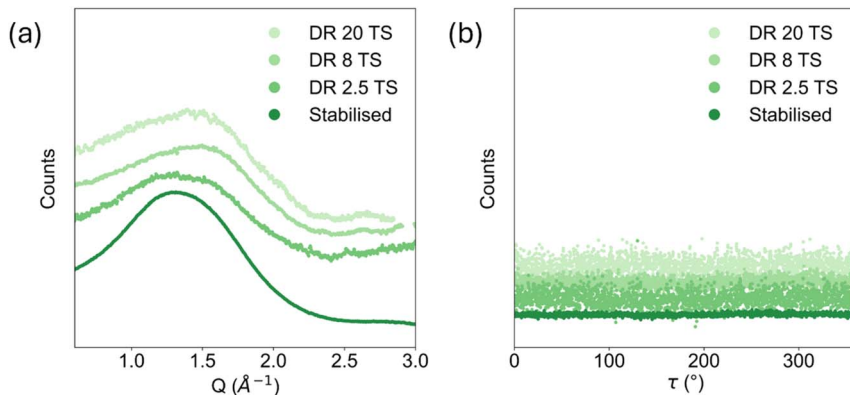 (a)
DR 20 TS
DR 8 TS
DR 2.5 TS
Stabilised
Counts
1.0 1.5 2.0 2.5 3.0
Q (Å⁻¹)
(b)
DR 20 TS
DR 8 TS
DR 2.5 TS
Stabilised
Counts
0 100 200 300
τ (°)